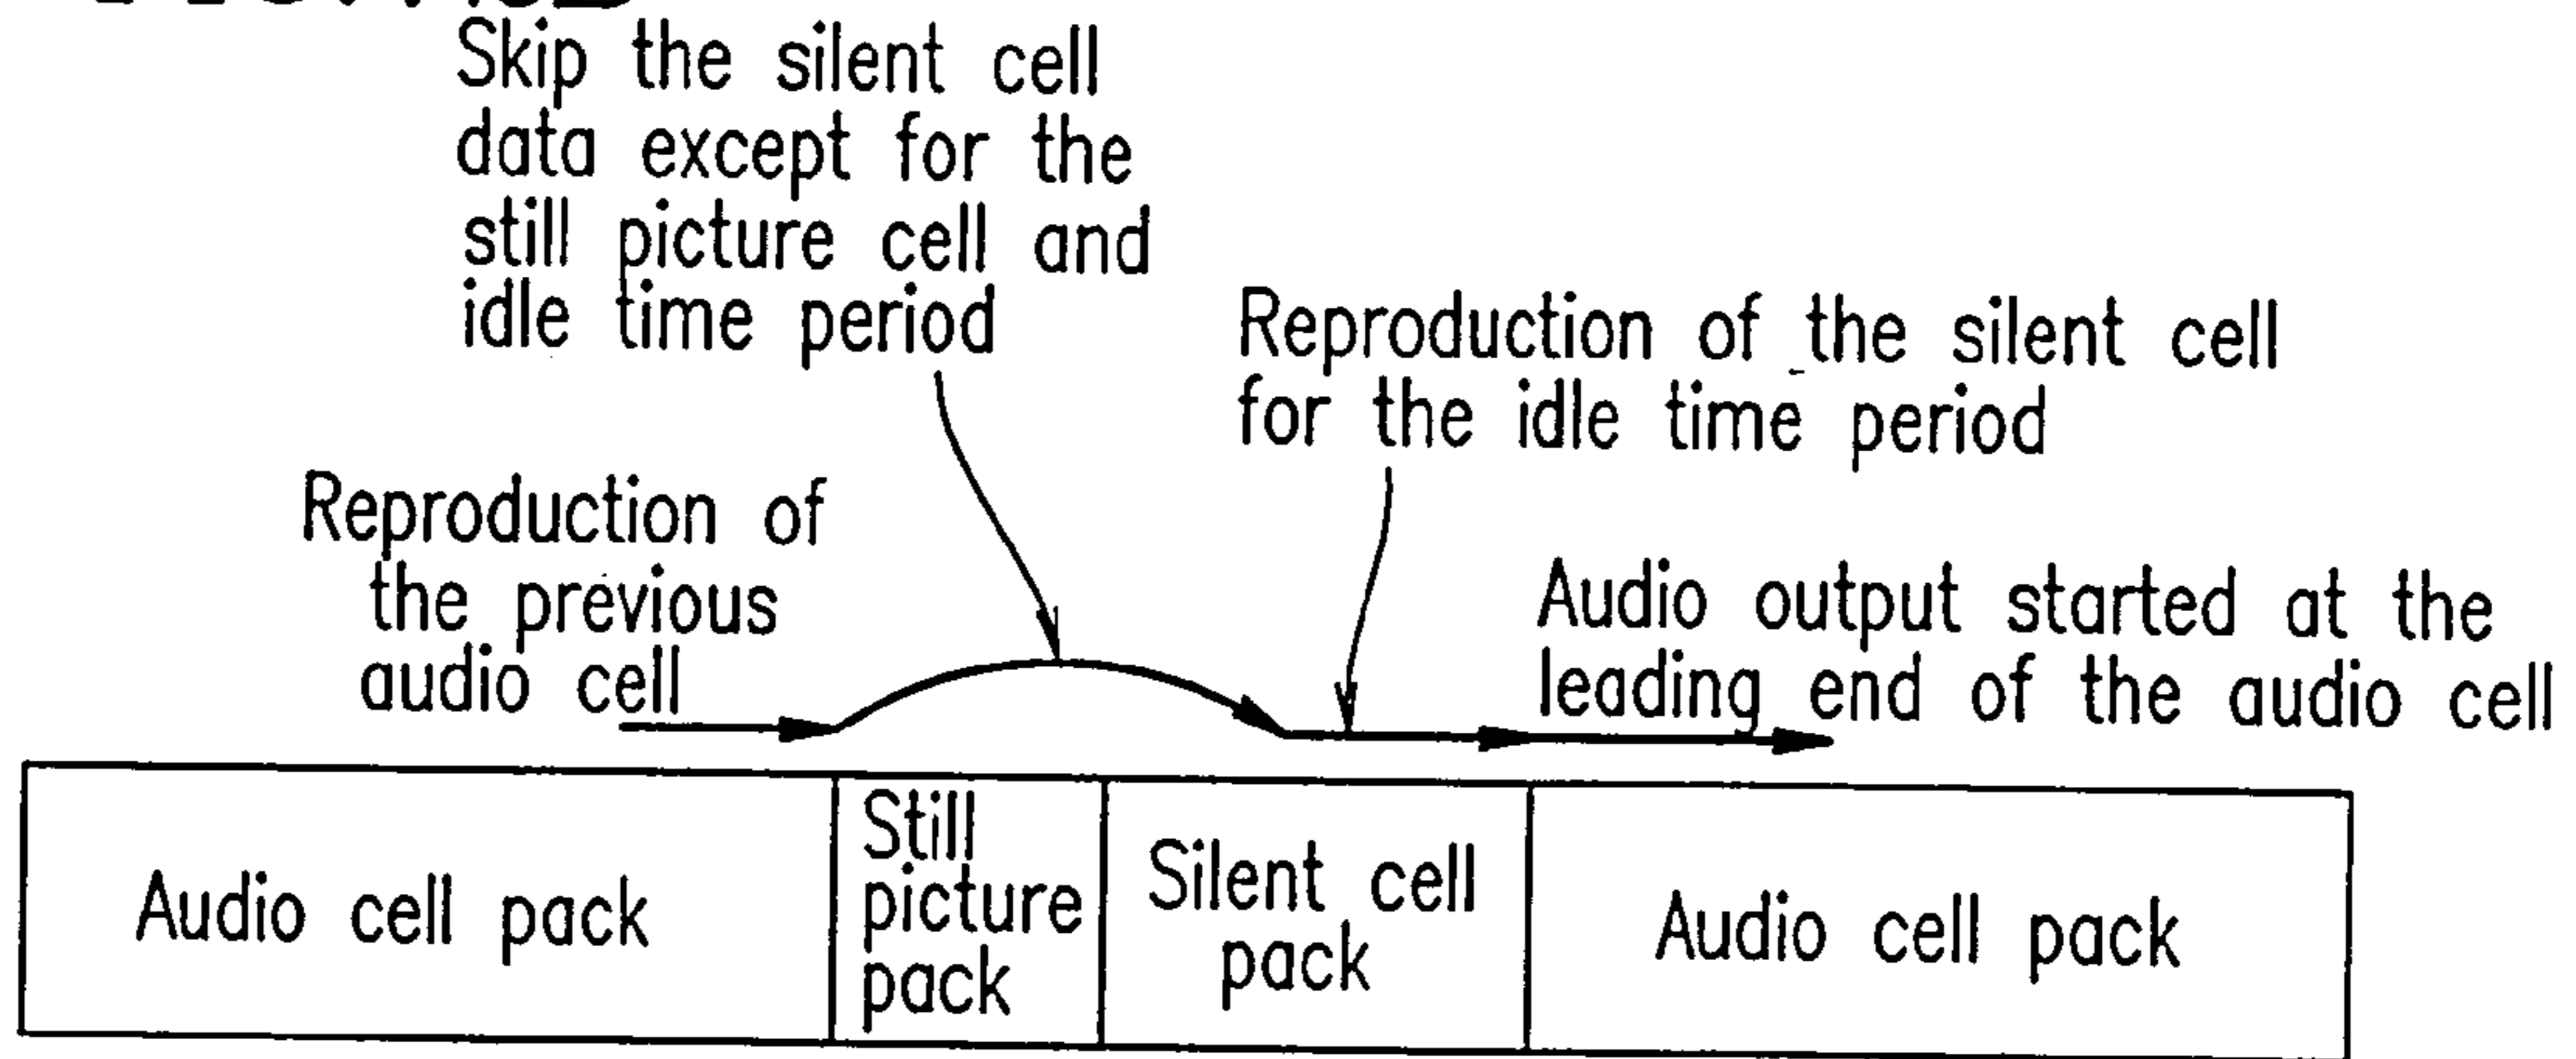 Skip the silent cell
data except for the
still picture cell and
idle time period
Reproduction of the silent cell
for the idle time period
Reproduction of
the previous
audio cell
Audio output started at the
leading end of the audio cell
Audio cell pack
Still
picture
pack
Silent cell
pack
Audio cell pack